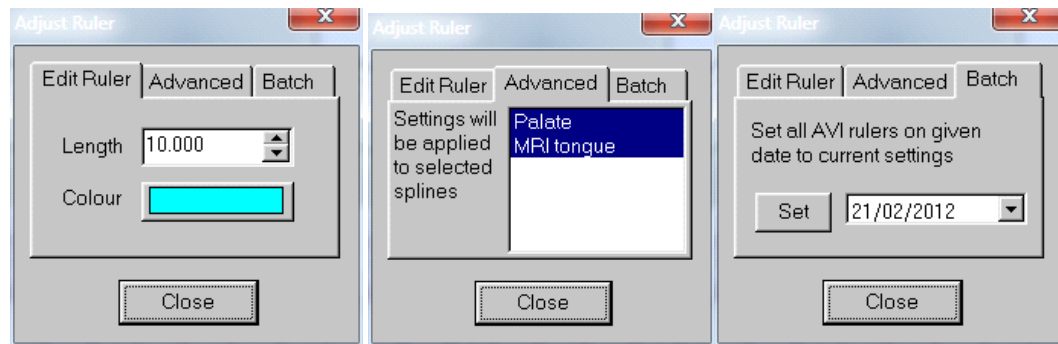 Adjust Ruler
X
Edit Ruler
Advanced
Batch
Length
10.000
Colour
Close
Adjust Ruler
X
Edit Ruler
Advanced
Batch
Settings will
be applied
to selected
splines
Palate
MRI tongue
Close
Adjust Ruler
X
Edit Ruler
Advanced
Batch
Set all AVI rulers on given
date to current settings
Set
21/02/2012
Close